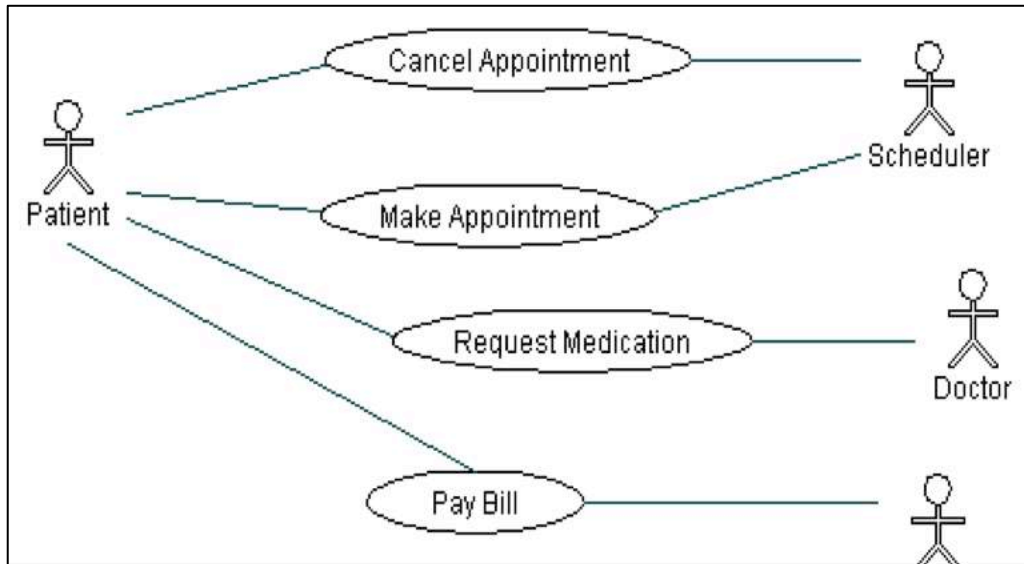 Cancel Appointment
Scheduler
Patient
Make Appointment
Request Medication
Doctor
Pay Bill